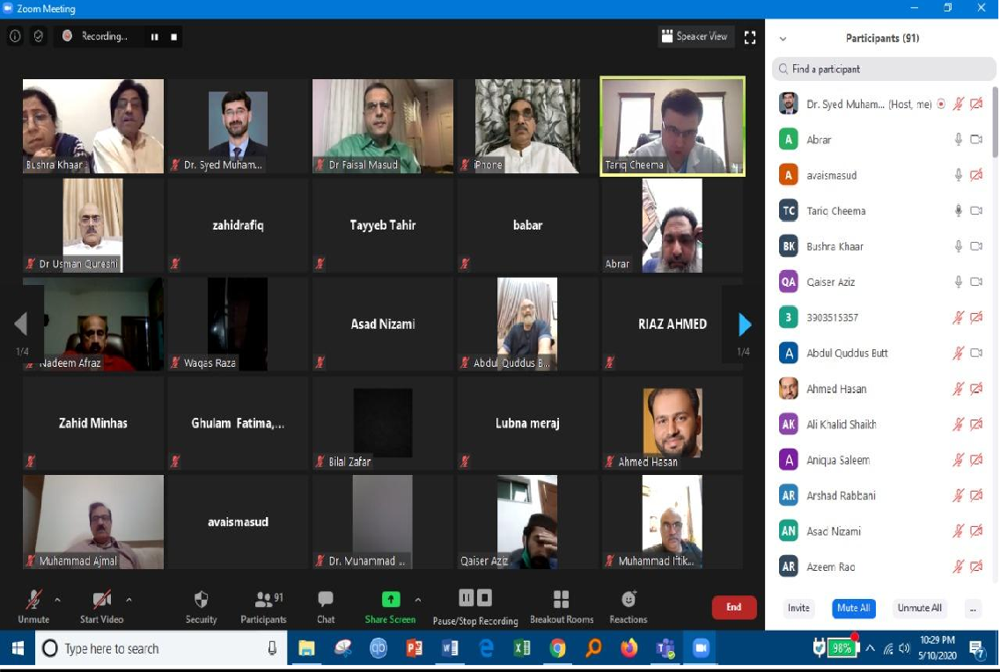 Zoom Meeting
Recording...
Speaker View
Participants (91)
Find a participant
Bushra Khaar
Dr. Syed Muham...
Dr Faisal Masud
iPhone
Tariq Cheema
Dr Usman Qureshi
zahidrafiq
Tayyeb Tahir
babar
Abrar
Nadeem Afraz
Waqas Raza
Asad Nizami
Abdul Quddus B...
RIAZ AHMED
1/4
1/4
Zahid Minhas
Ghulam Fatima,...
Bilal Zafar
Lubna meraj
Ahmed Hasan
Muhammad Ajmal
avaismasud
Dr. Muhammad ...
Qaiser Aziz
Muhammad Iftik...
Dr. Syed Muham... (Host, me)
A Abrar
A avaismasud
TC Tariq Cheema
BK Bushra Khaar
QA Qaiser Aziz
3 3903515357
A Abdul Quddus Butt
Ahmed Hasan
AK Ali Khalid Shaikh
A Aniqua Saleem
AR Arshad Rabbani
AN Asad Nizami
AR Azeem Rao
Unmute
Start Video
Security
91
Participants
Chat
Share Screen
Pause/Stop Recording
Breakout Rooms
Reactions
End
Invite
Mute All
Unmute All
...
Type here to search
98%
10:29 PM
5/10/2020
7